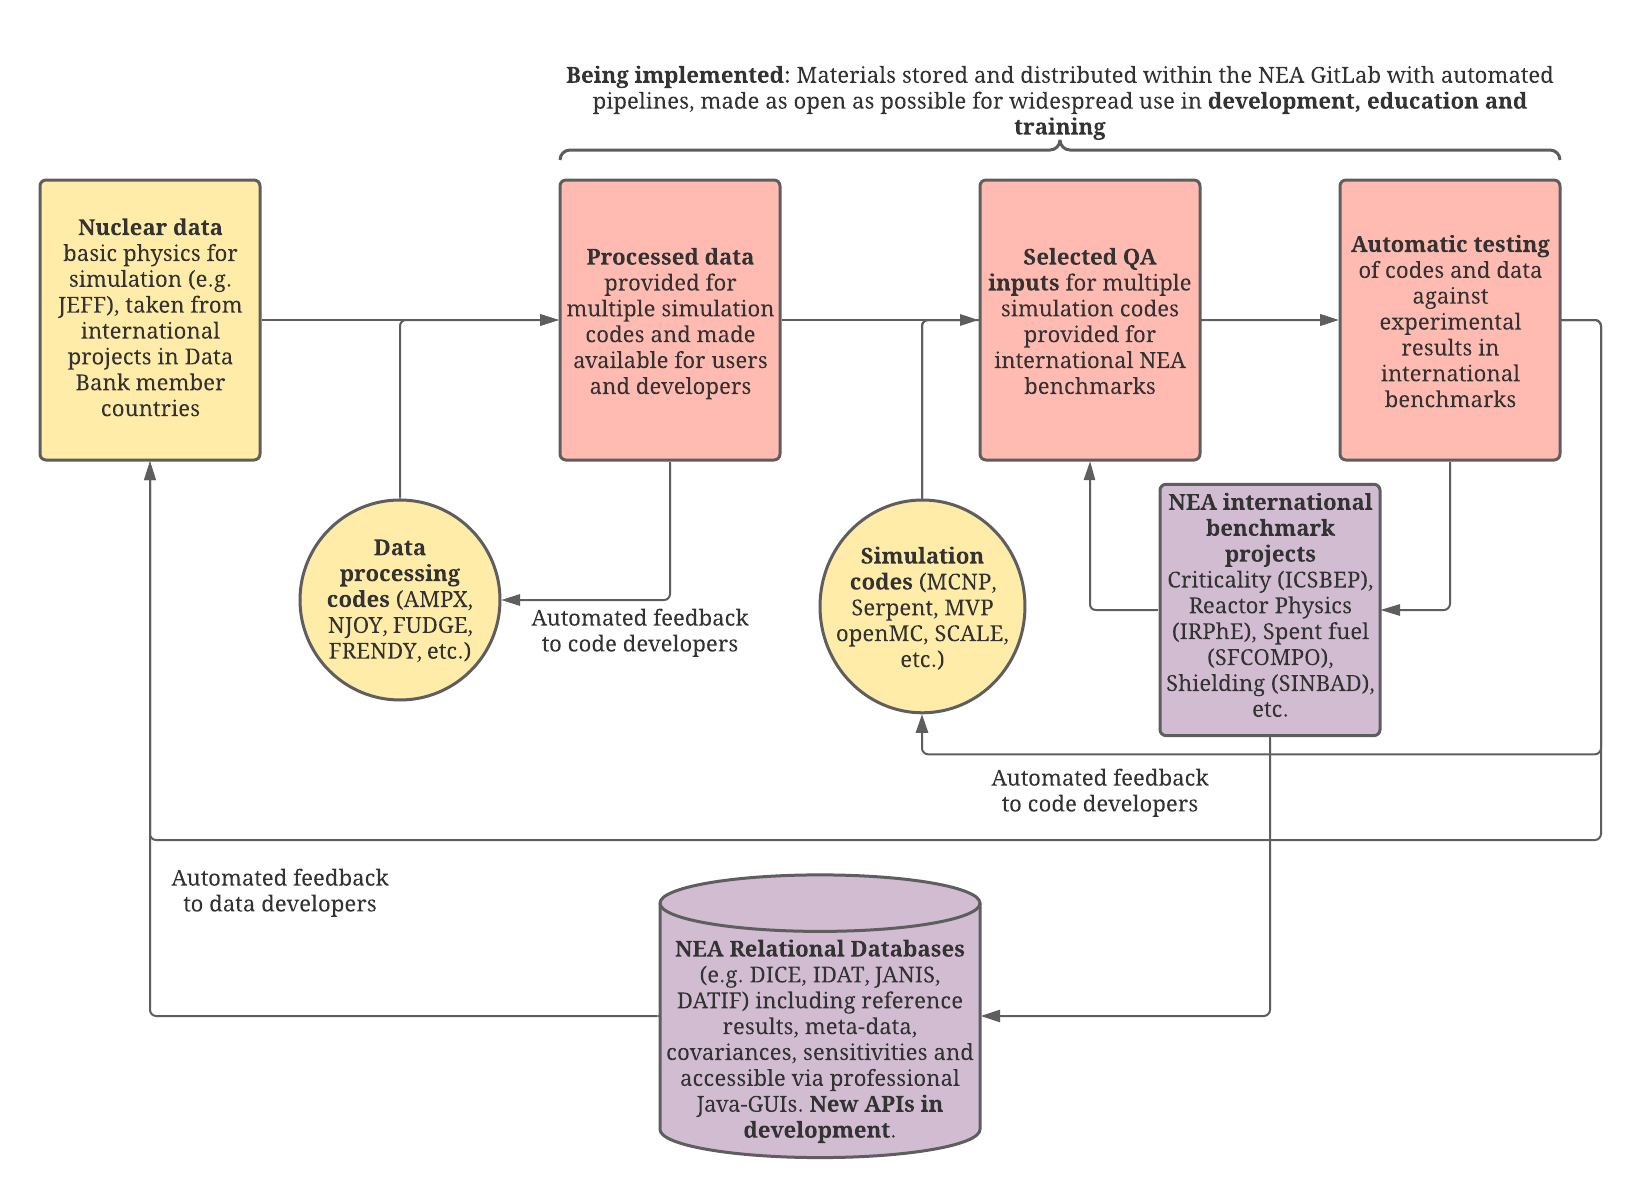 Being implemented: Materials stored and distributed within the NEA GitLab with automated
pipelines, made as open as possible for widespread use in development, education and
training
Nuclear data
basic physics for
simulation (e.g.
JEFF), taken from
international
projects in Data
Bank member
countries
Processed data
provided for
multiple simulation
codes and made
available for users
and developers
Selected QA
inputs for multiple
simulation codes
provided for
international NEA
benchmarks
Automatic testing
of codes and data
against
experimental
results in
international
benchmarks
Data
processing
codes (AMPX,
NJOY, FUDGE,
FRENDY, etc.)
Automated feedback
to code developers
Simulation
codes (MCNP,
Serpent, MVP
openMC, SCALE,
etc.)
NEA international
benchmark
projects
Criticality (ICSBEP),
Reactor Physics
(IRPhE), Spent fuel
(SFCOMPO),
Shielding (SINBAD),
etc.
Automated feedback
to code developers
Automated feedback
to data developers
NEA Relational Databases
(e.g. DICE, IDAT, JANIS,
DATIF) including reference
results, meta-data,
covariances, sensitivities and
accessible via professional
Java-GUIs. New APIs in
development.